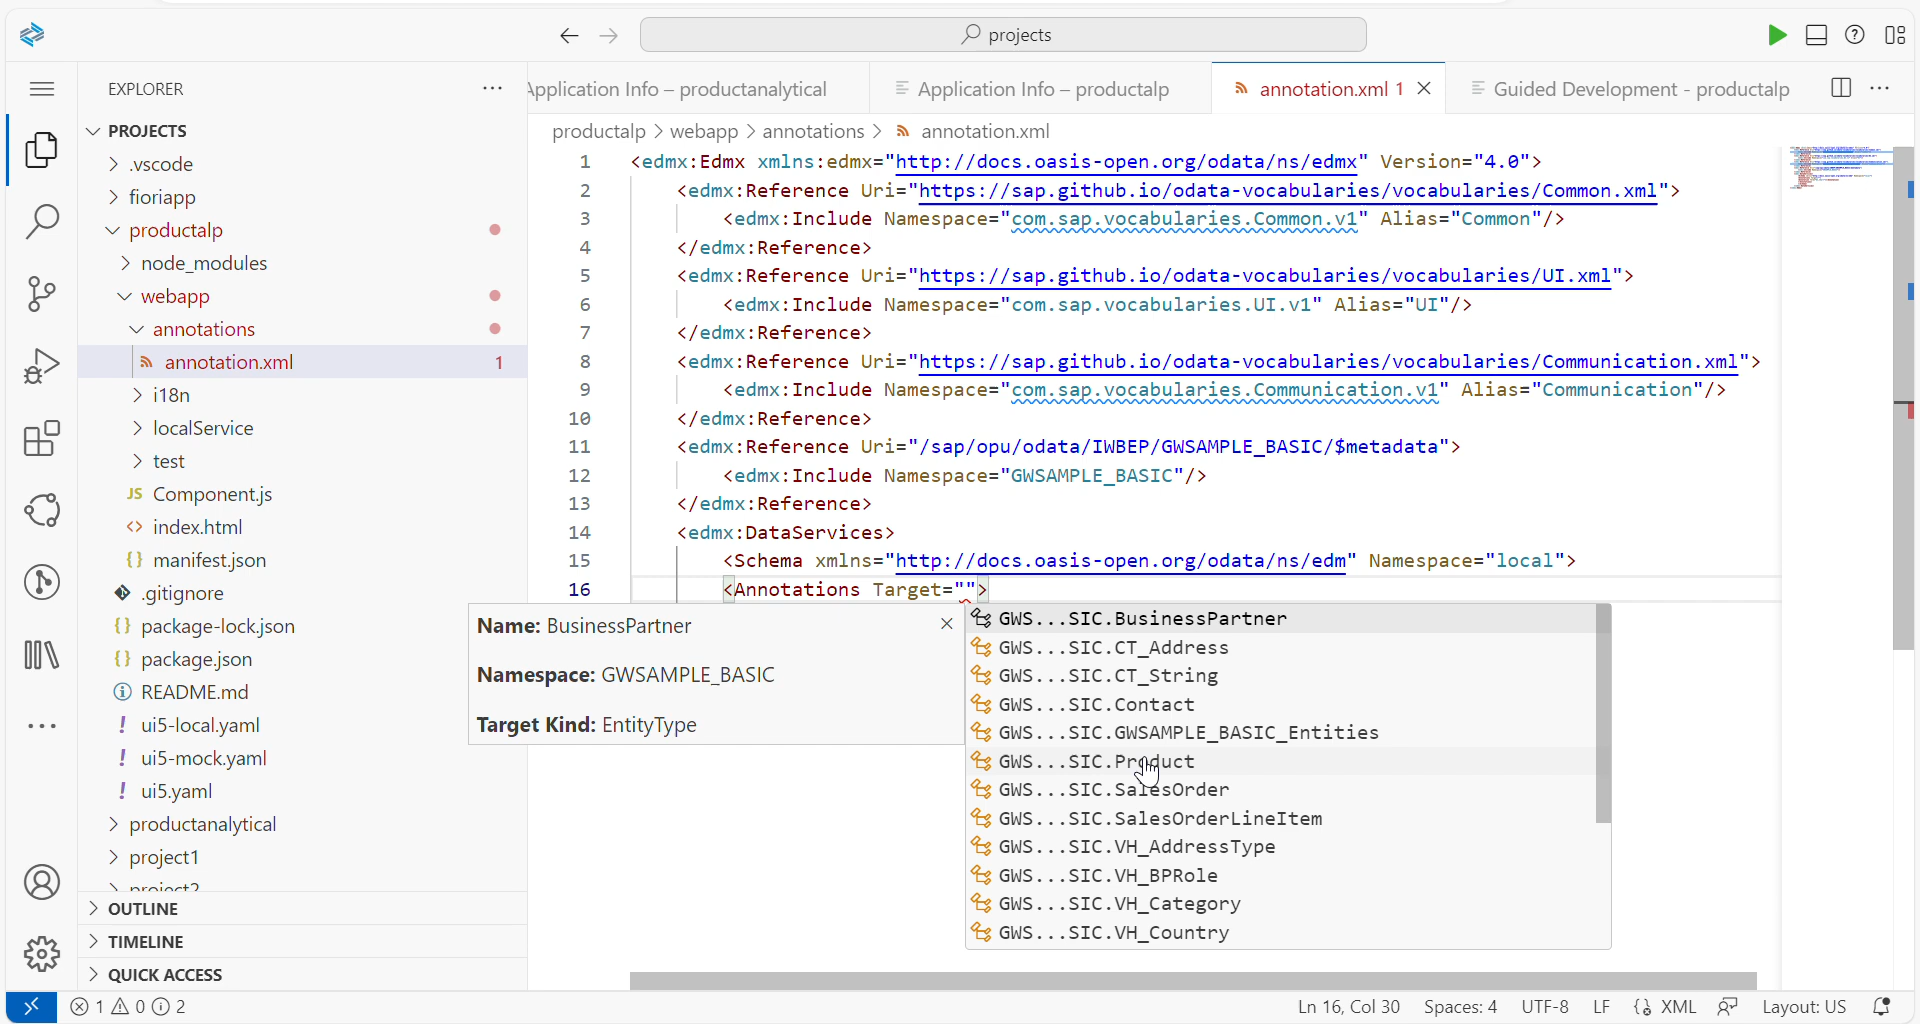 projects
EXPLORER
Application Info – productanalytical
Application Info – productalp
annotation.xml 1
Guided Development - productalp
PROJECTS
.vscode
fioriapp
productalp
node_modules
webapp
annotations
annotation.xml 1
i18n
localService
test
JS Component.js
<> index.html
{} manifest.json
.gitignore
{} package-lock.json
{} package.json
README.md
! ui5-local.yaml
! ui5-mock.yaml
! ui5.yaml
productanalytical
project1
project2
OUTLINE
TIMELINE
QUICK ACCESS
productalp > webapp > annotations > annotation.xml
1 <edmx:Edmx xmlns:edmx="http://docs.oasis-open.org/odata/ns/edmx" Version="4.0">
2 <edmx:Reference Uri="https://sap.github.io/odata-vocabularies/vocabularies/Common.xml">
3 <edmx:Include Namespace="com.sap.vocabularies.Common.v1" Alias="Common"/>
4 </edmx:Reference>
5 <edmx:Reference Uri="https://sap.github.io/odata-vocabularies/vocabularies/UI.xml">
6 <edmx:Include Namespace="com.sap.vocabularies.UI.v1" Alias="UI"/>
7 </edmx:Reference>
8 <edmx:Reference Uri="https://sap.github.io/odata-vocabularies/vocabularies/Communication.xml">
9 <edmx:Include Namespace="com.sap.vocabularies.Communication.v1" Alias="Communication"/>
10 </edmx:Reference>
11 <edmx:Reference Uri="/sap/opu/odata/IWBEP/GWSAMPLE_BASIC/$metadata">
12 <edmx:Include Namespace="GWSAMPLE_BASIC"/>
13 </edmx:Reference>
14 <edmx:DataServices>
15 <Schema xmlns="http://docs.oasis-open.org/odata/ns/edm" Namespace="local">
16 <Annotations Target="">
Name: BusinessPartner
Namespace: GWSAMPLE_BASIC
Target Kind: EntityType
GWS...SIC.BusinessPartner
GWS...SIC.CT_Address
GWS...SIC.CT_String
GWS...SIC.Contact
GWS...SIC.GWSAMPLE_BASIC_Entities
GWS...SIC.Product
GWS...SIC.SalesOrder
GWS...SIC.SalesOrderLineItem
GWS...SIC.VH_AddressType
GWS...SIC.VH_BPRole
GWS...SIC.VH_Category
GWS...SIC.VH_Country
1 0 2
Ln 16, Col 30 Spaces: 4 UTF-8 LF {} XML Layout: US